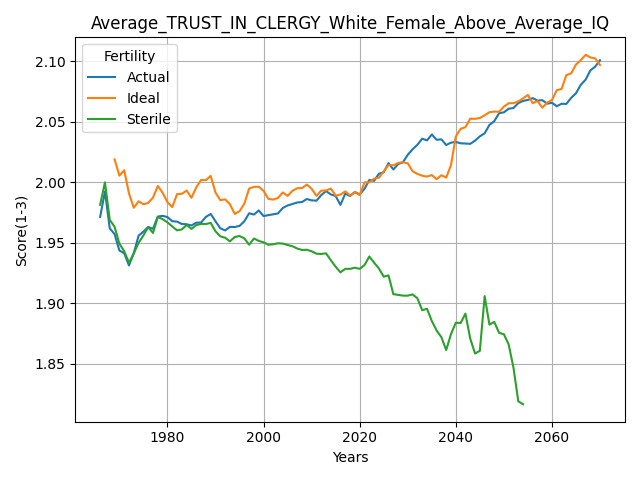 Average_TRUST_IN_CLERGY_White_Female_Above_Average_IQ
Fertility
Actual
Ideal
Sterile
Score(1-3)
2.10
2.05
2.00
1.95
1.90
1.85
1980
2000
2020
2040
2060
Years